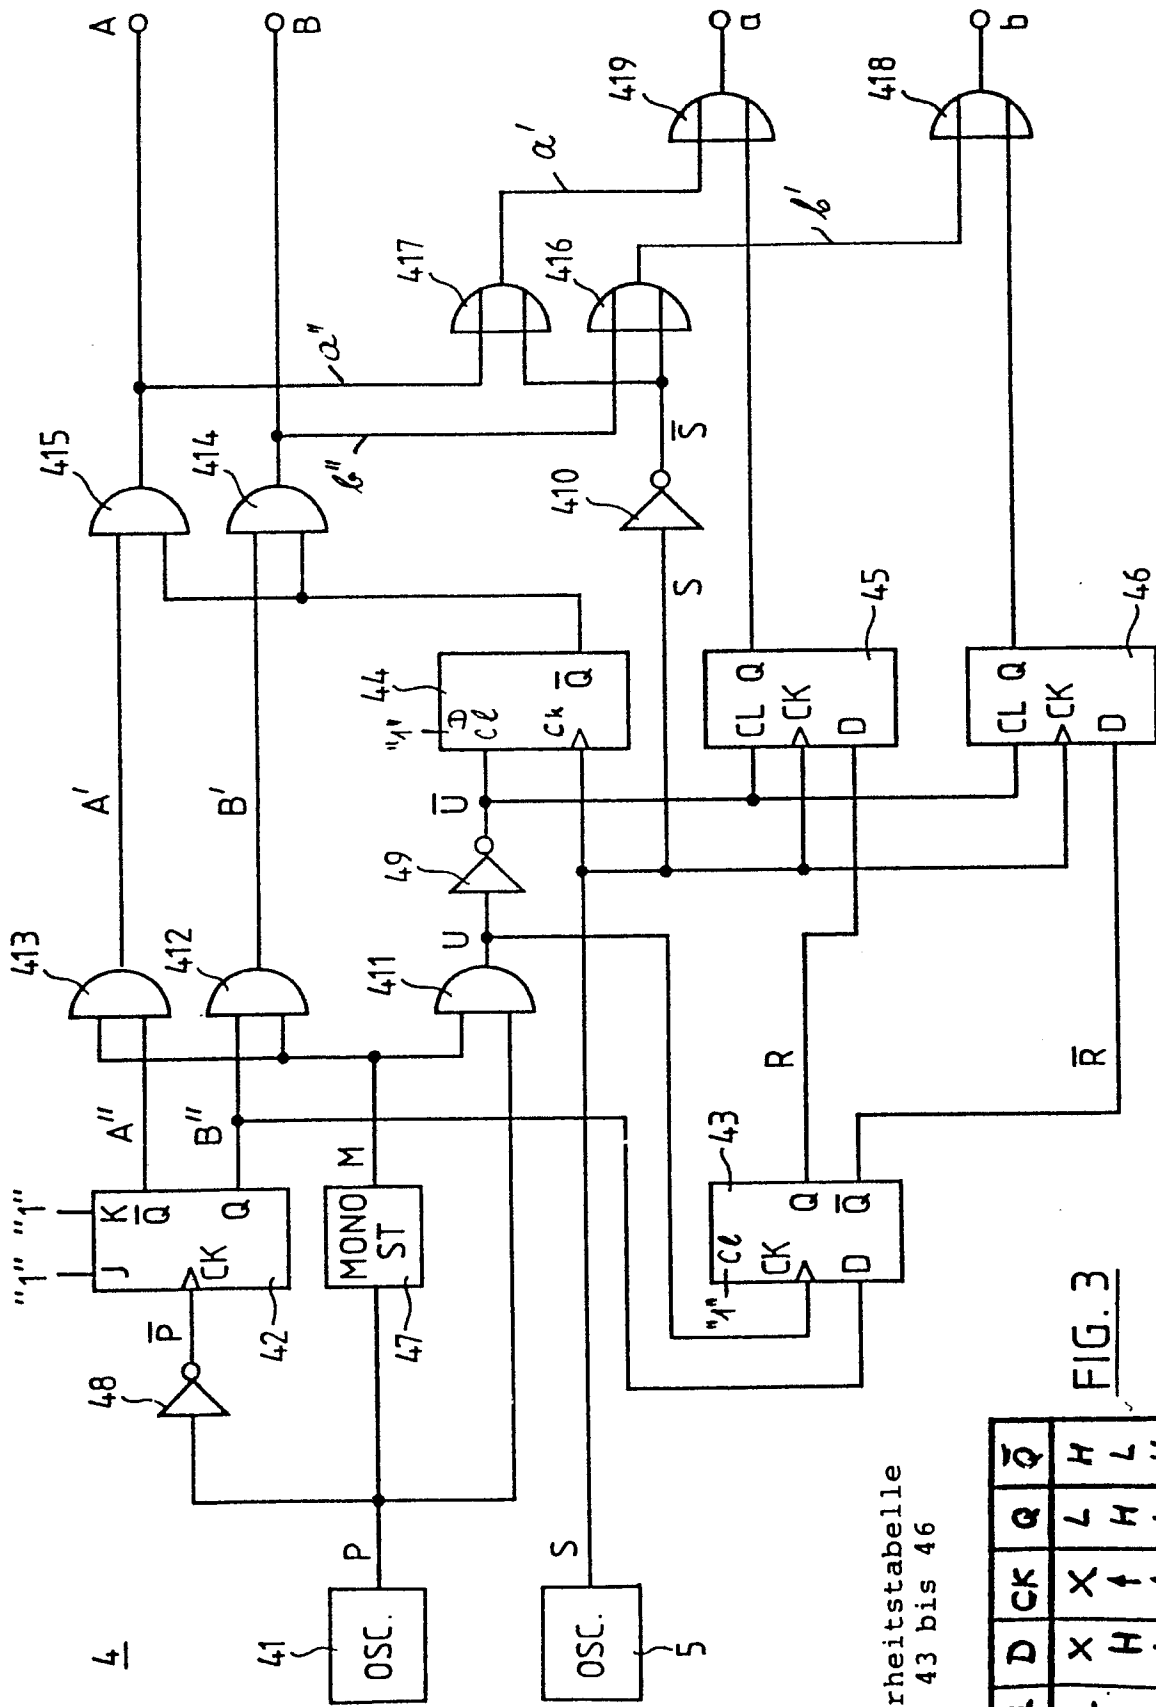 4
41
OSC.
P
OSC.
5
S
48
P̅
"1"
"1"
J
K
CK
Q̅
Q
42
MONO
ST
47
M
A"
B"
413
412
411
U
49
U̅
A'
B'
"1"
D
Cl
Ck
Q̅
44
415
414
A
B
a"
b"
410
S
S̅
417
416
a'
b'
419
418
a
b
"1"
Cl
CK
D
Q
Q̅
43
R
R̅
CL
Q
CK
D
45
CL
Q
CK
D
46
FIG. 3
rheitstabelle
43 bis 46
D CK Q Q̅
X X L H
H ↑ H L